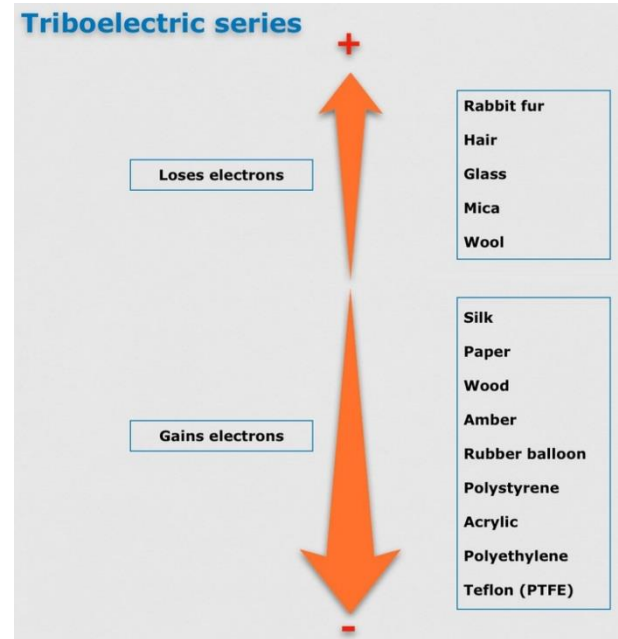 Triboelectric series
+
Rabbit fur
Hair
Loses electrons
Glass
Mica
Wool
Silk
Paper
Wood
Amber
Gains electrons
Rubber balloon
Polystyrene
Acrylic
Polyethylene
Teflon (PTFE)
-